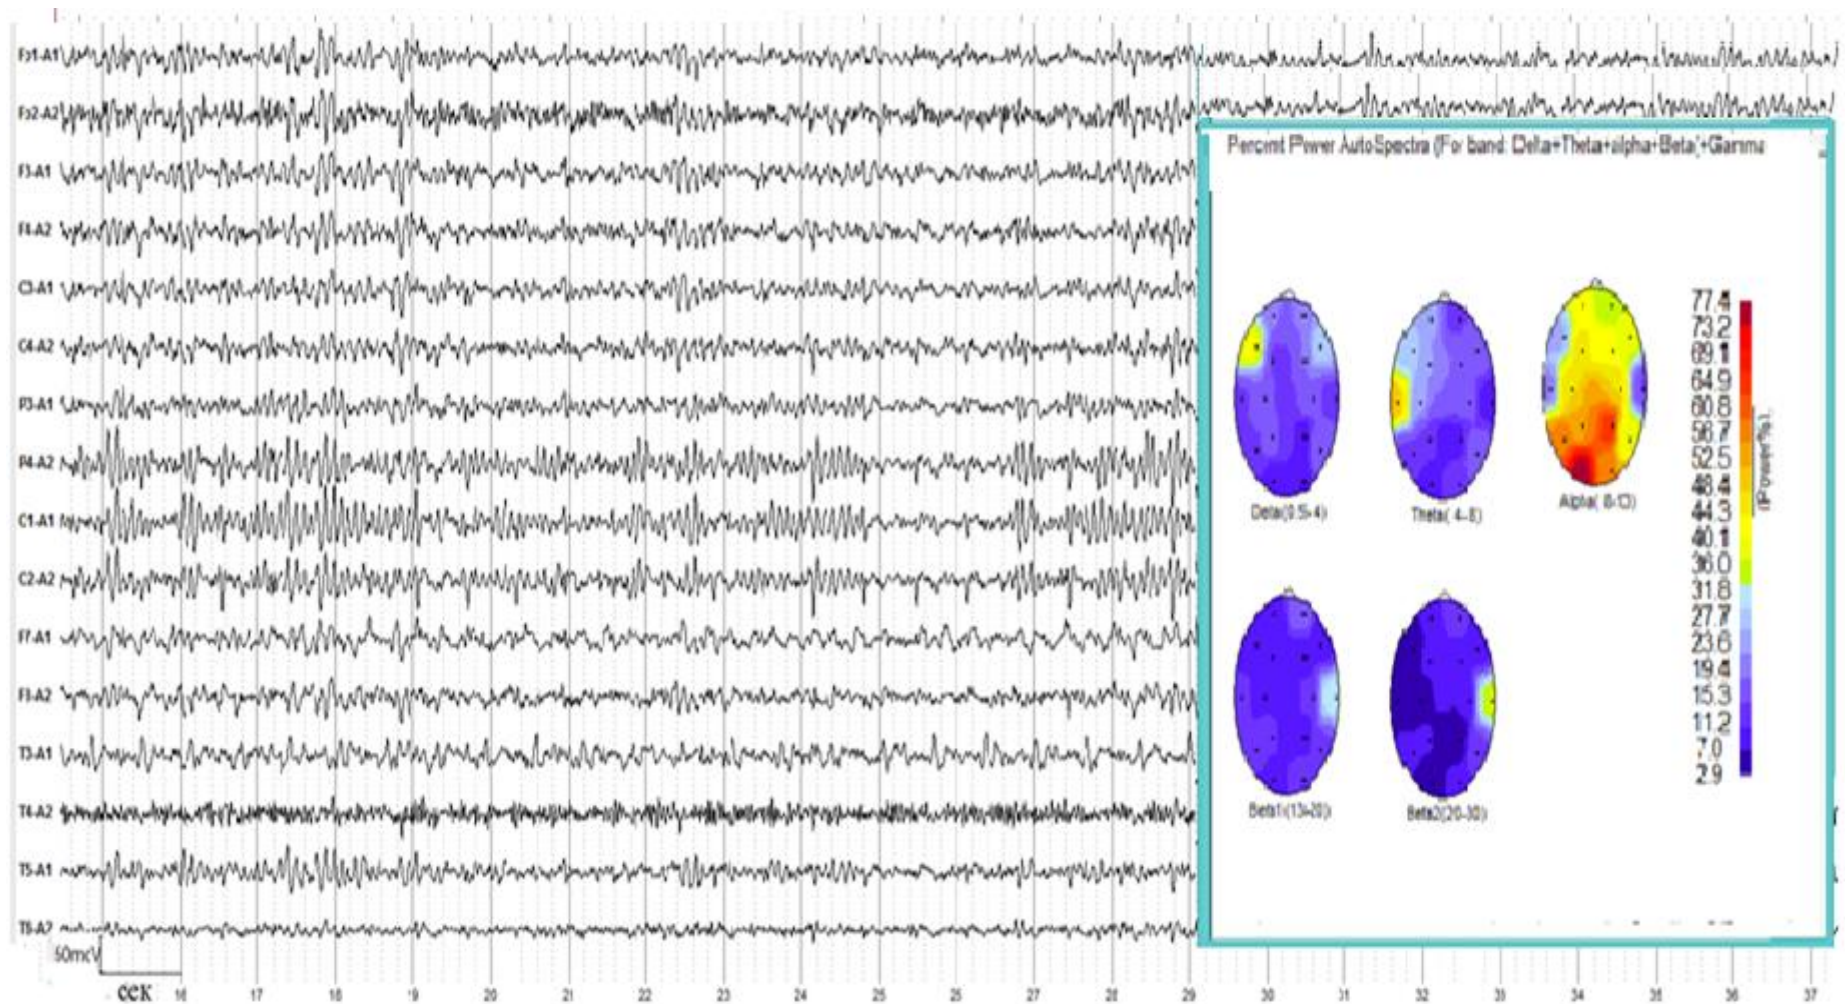 Fp1-A1
Fp2-A2
F3-A1
F4-A2
C3-A1
C4-A2
P3-A1
P4-A2
C1-A1
C2-A2
F7-A1
F8-A2
T3-A1
T4-A2
T5-A1
T6-A2
50mcV
сек 16 17 18 19 20 21 22 23 24 25 26 27 28 29 30 31 32 33 34 35 36 37
Percent Power AutoSpectra (For band: Delta+Theta+alpha+Beta)+Gamma
Delta(0.5-4) Theta( 4-8) Alpha( 8-13)
Beta1(13-20) Beta2(20-30)
77.4
73.2
69.1
64.9
60.8
56.7
52.5
48.4
44.3
40.1
36.0
31.8
27.7
23.6
19.4
15.3
11.2
7.0
2.9
(Power%)